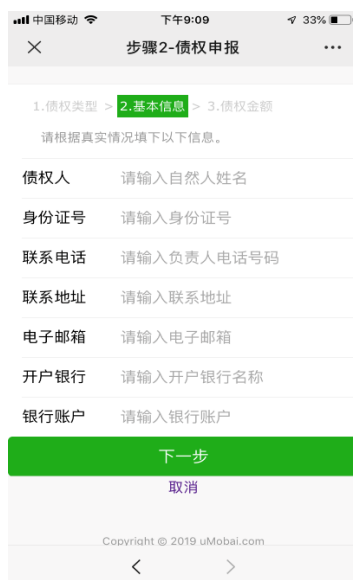 中国移动 下午9:09 33%
步骤2-债权申报
1.债权类型 > 2.基本信息 > 3.债权金额
请根据真实情况填下以下信息。
债权人 请输入自然人姓名
身份证号 请输入身份证号
联系电话 请输入负责人电话号码
联系地址 请输入联系地址
电子邮箱 请输入电子邮箱
开户银行 请输入开户银行名称
银行账户 请输入银行账户
下一步
取消
Copyright © 2019 uMobai.com